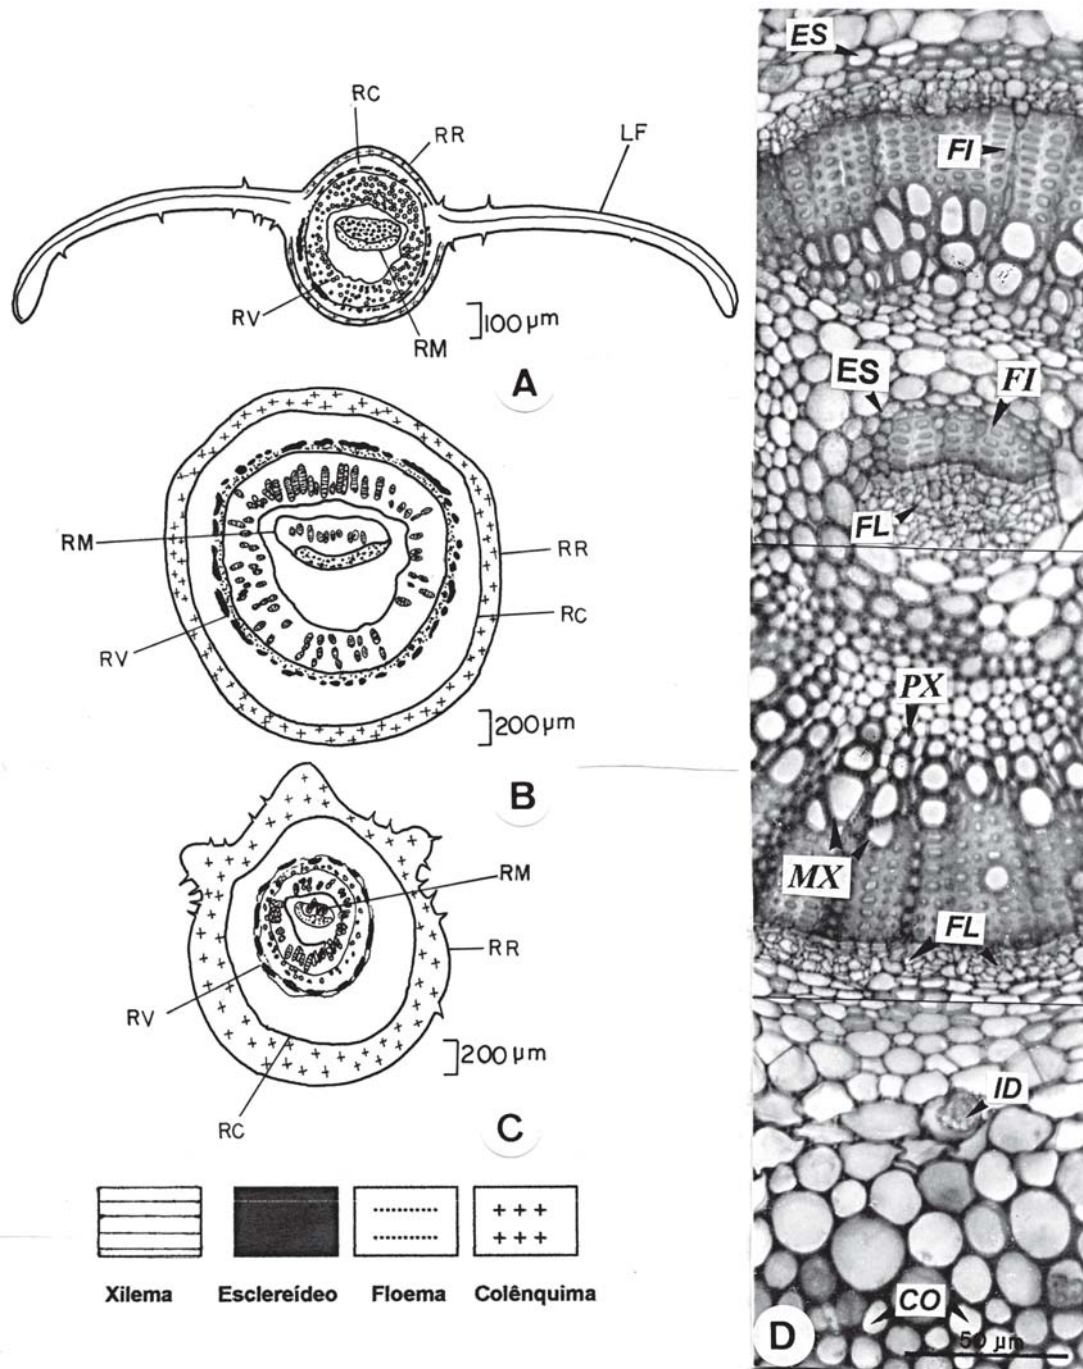 RC
RR
LF
RV
RM
100 µm
A
RM
RR
RC
RV
200 µm
B
RM
RR
RV
RC
200 µm
C
Xilema Esclereídeo Floema Colênquima
ES
FI
ES
FI
FL
PX
MX
FL
ID
CO
D
50 µm